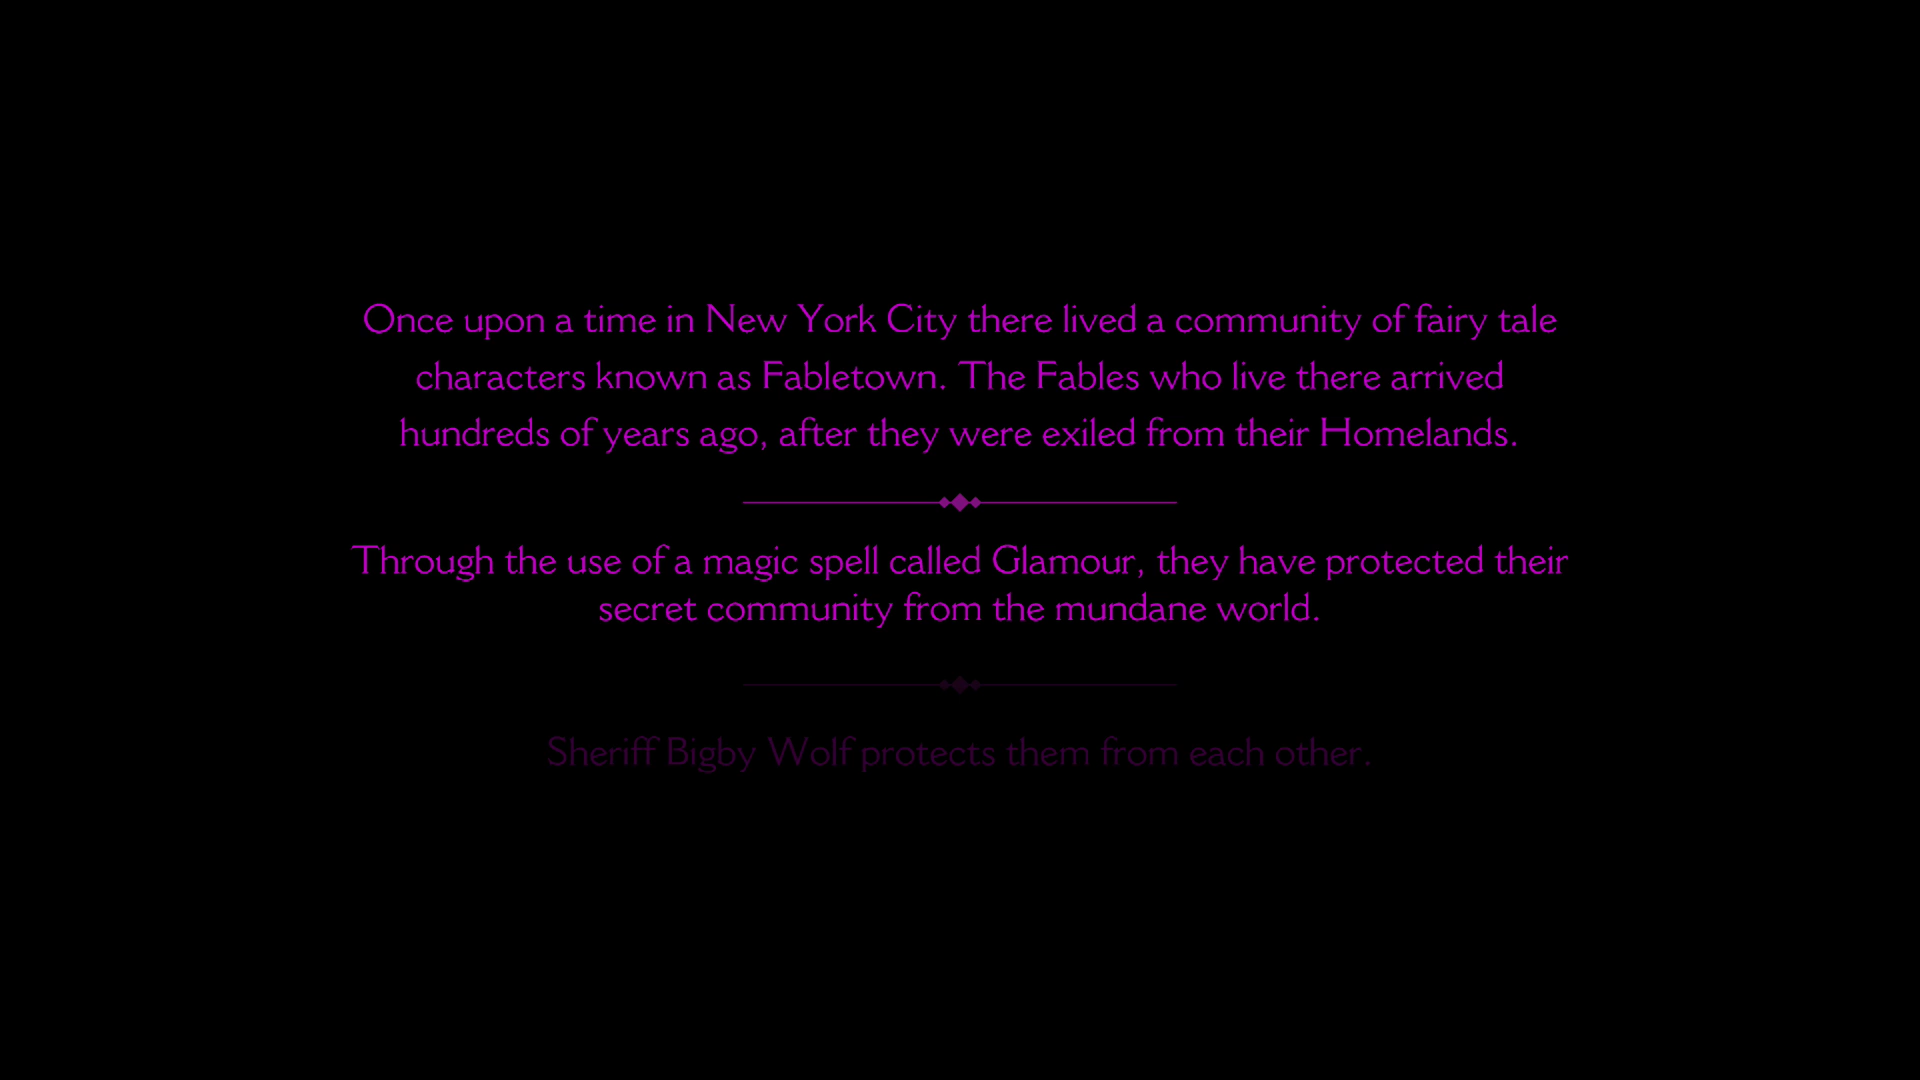 Once upon a time in New York City there lived a community of fairy tale
characters known as Fabletown. The Fables who live there arrived
hundreds of years ago, after they were exiled from their Homelands.
Through the use of a magic spell called Glamour, they have protected their
secret community from the mundane world.
Sheriff Bigby Wolf protects them from each other.